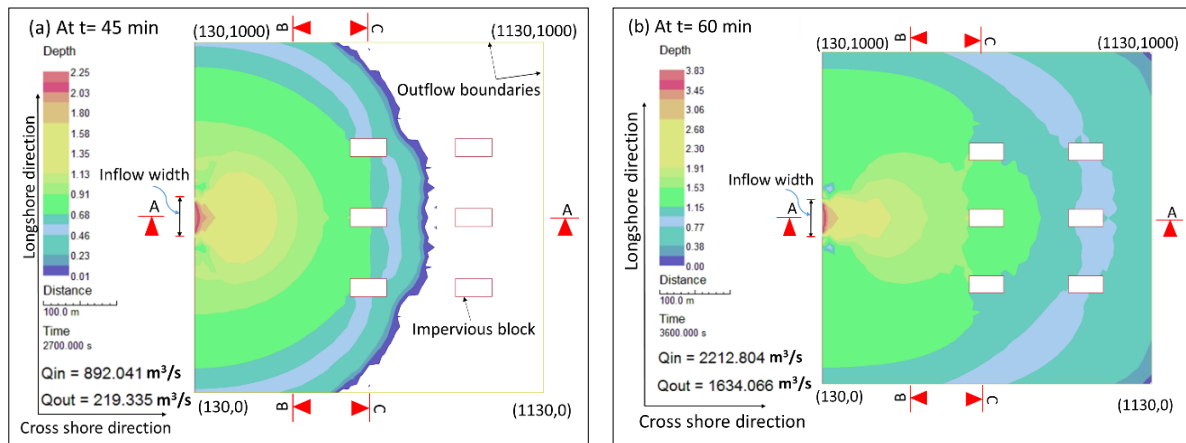 (a) At t= 45 min
(130,1000)
B
C
(1130,1000)
Depth
2.25
2.03
1.80
1.58
1.35
1.13
0.91
0.68
0.46
0.23
0.01
Outflow boundaries
Longshore direction
Inflow width
A
A
Distance
100.0 m
Time
2700.000 s
Impervious block
Qin = 892.041 m³/s
Qout = 219.335 m³/s
(130,0)
B
C
(1130,0)
Cross shore direction
(b) At t= 60 min
(130,1000)
B
C
(1130,1000)
Depth
3.83
3.45
3.06
2.68
2.30
1.91
1.53
1.15
0.77
0.38
0.00
Longshore direction
Inflow width
A
A
Distance
100.0 m
Time
3600.000 s
Qin = 2212.804 m³/s
Qout = 1634.066 m³/s
(130,0)
B
C
(1130,0)
Cross shore direction